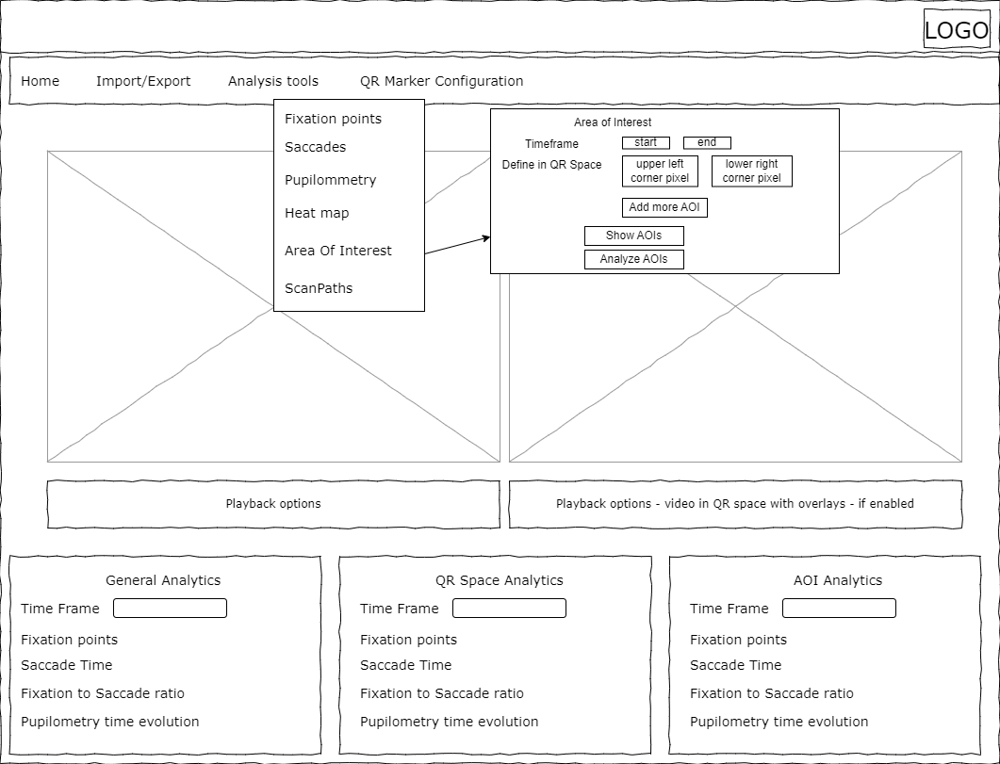 LOGO
Home
Import/Export
Analysis tools
QR Marker Configuration
Fixation points
Saccades
Pupilommetry
Heat map
Area Of Interest
ScanPaths
Area of Interest
Timeframe
start
end
Define in QR Space
upper left
corner pixel
lower right
corner pixel
Add more AOI
Show AOIs
Analyze AOIs
Playback options
Playback options - video in QR space with overlays - if enabled
General Analytics
Time Frame
Fixation points
Saccade Time
Fixation to Saccade ratio
Pupilometry time evolution
QR Space Analytics
Time Frame
Fixation points
Saccade Time
Fixation to Saccade ratio
Pupilometry time evolution
AOI Analytics
Time Frame
Fixation points
Saccade Time
Fixation to Saccade ratio
Pupilometry time evolution